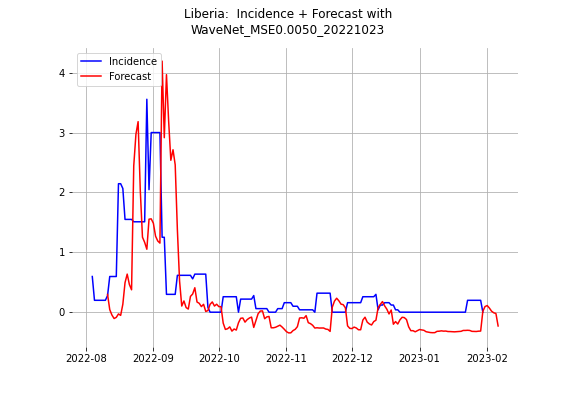 Liberia:  Incidence + Forecast with
WaveNet_MSE0.0050_20221023
Incidence
Forecast
4
3
2
1
0
2022-08 2022-09 2022-10 2022-11 2022-12 2023-01 2023-02